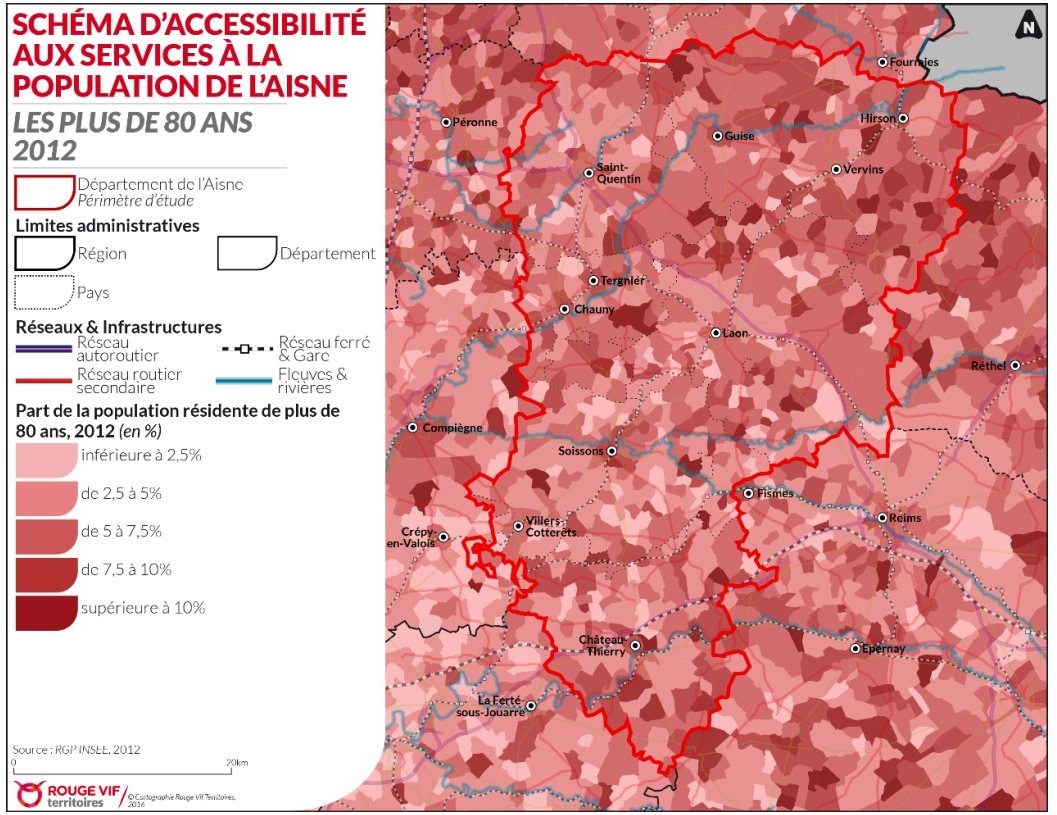 SCHÉMA D'ACCESSIBILITÉ
AUX SERVICES À LA
POPULATION DE L'AISNE
LES PLUS DE 80 ANS
2012
Département de l'Aisne
Périmètre d'étude
Limites administratives
Région
Département
Pays
Réseaux & Infrastructures
Réseau
autoroutier
Réseau ferré
& Gare
Réseau routier
secondaire
Fleuves &
rivières
Part de la population résidente de plus de
80 ans, 2012 (en %)
inférieure à 2,5%
de 2,5 à 5%
de 5 à 7,5%
de 7,5 à 10%
supérieure à 10%
Source : RGP INSEE, 2012
0 20km
ROUGE VIF
territoires
© Cartographie Rouge Vif Territoires,
2016
N
Fourmies
Péronne
Hirson
Guise
Saint-
Quentin
Vervins
Tergnier
Chauny
Laon
Réthel
Compiègne
Soissons
Fismes
Villers-
Cotterêts
Reims
Crépy
en-Valois
Château-
Thierry
Epernay
La Ferté
sous-Jouarre